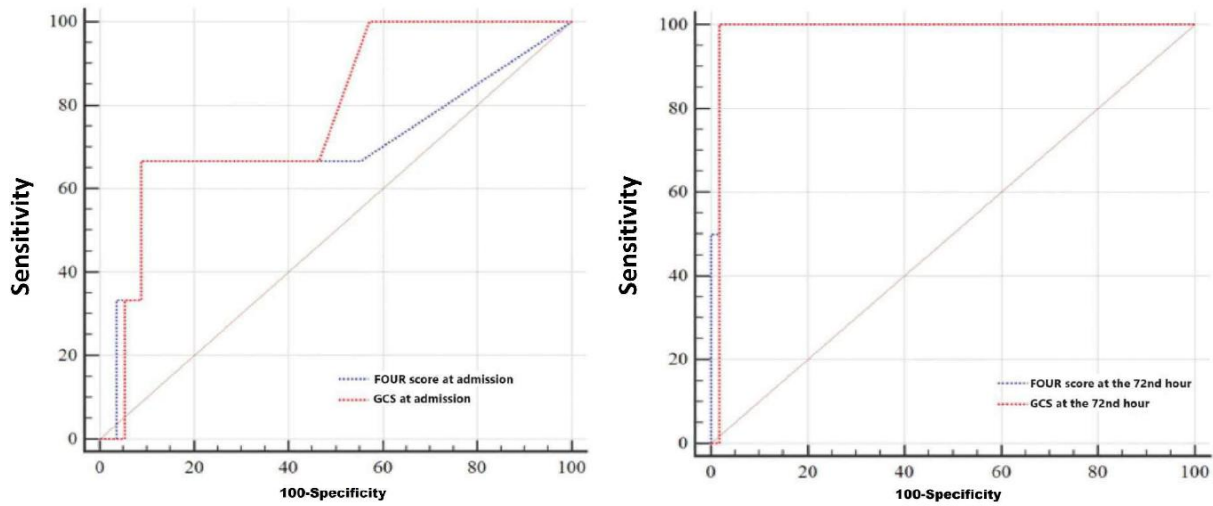 100
80
60
40
20
0
Sensitivity
FOUR score at admission
GCS at admission
0 20 40 60 80 100
100-Specificity
100
80
60
40
20
0
Sensitivity
FOUR score at the 72nd hour
GCS at the 72nd hour
0 20 40 60 80 100
100-Specificity